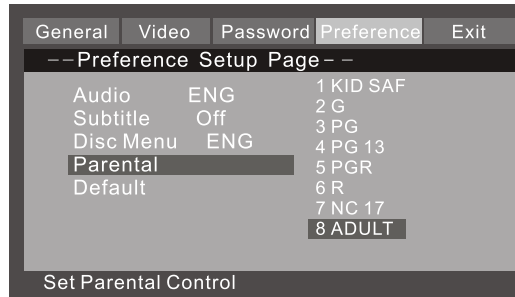 General Video Password Preference Exit
--Preference Setup Page--
Audio ENG
Subtitle Off
Disc Menu ENG
Parental
Default
1 KID SAF
2 G
3 PG
4 PG 13
5 PGR
6 R
7 NC 17
8 ADULT
Set Parental Control